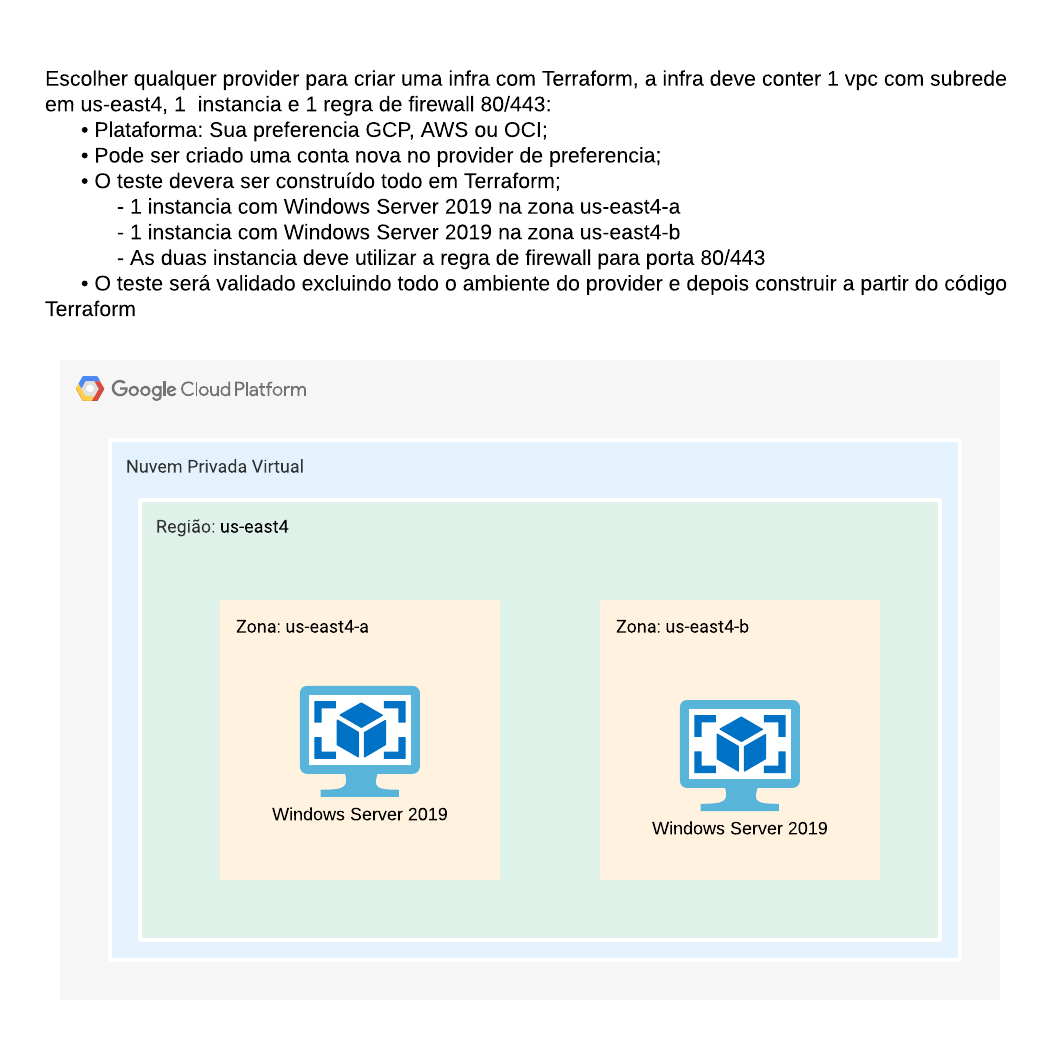 Escolher qualquer provider para criar uma infra com Terraform, a infra deve conter 1 vpc com subrede
em us-east4, 1 instancia e 1 regra de firewall 80/443:
• Plataforma: Sua preferencia GCP, AWS ou OCI;
• Pode ser criado uma conta nova no provider de preferencia;
• O teste devera ser construído todo em Terraform;
- 1 instancia com Windows Server 2019 na zona us-east4-a
- 1 instancia com Windows Server 2019 na zona us-east4-b
- As duas instancia deve utilizar a regra de firewall para porta 80/443
• O teste será validado excluindo todo o ambiente do provider e depois construir a partir do código
Terraform
Google Cloud Platform
Nuvem Privada Virtual
Região: us-east4
Zona: us-east4-a
Zona: us-east4-b
Windows Server 2019
Windows Server 2019